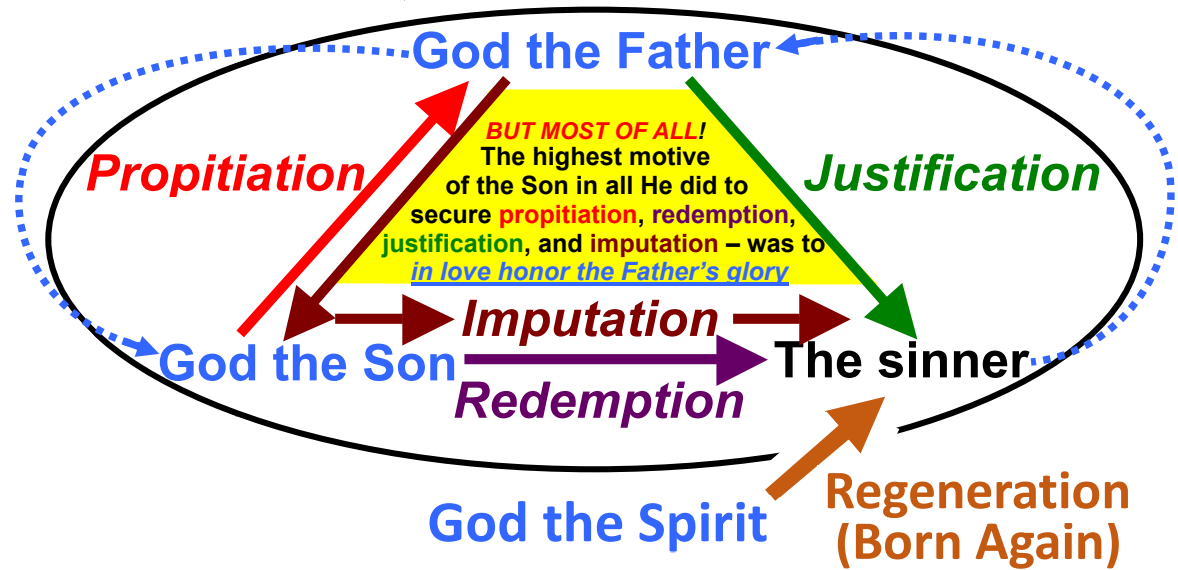 God the Father
BUT MOST OF ALL!
The highest motive
of the Son in all He did to
secure propitiation, redemption,
justification, and imputation – was to
in love honor the Father's glory
Propitiation
Justification
Imputation
God the Son
The sinner
Redemption
God the Spirit
Regeneration
(Born Again)